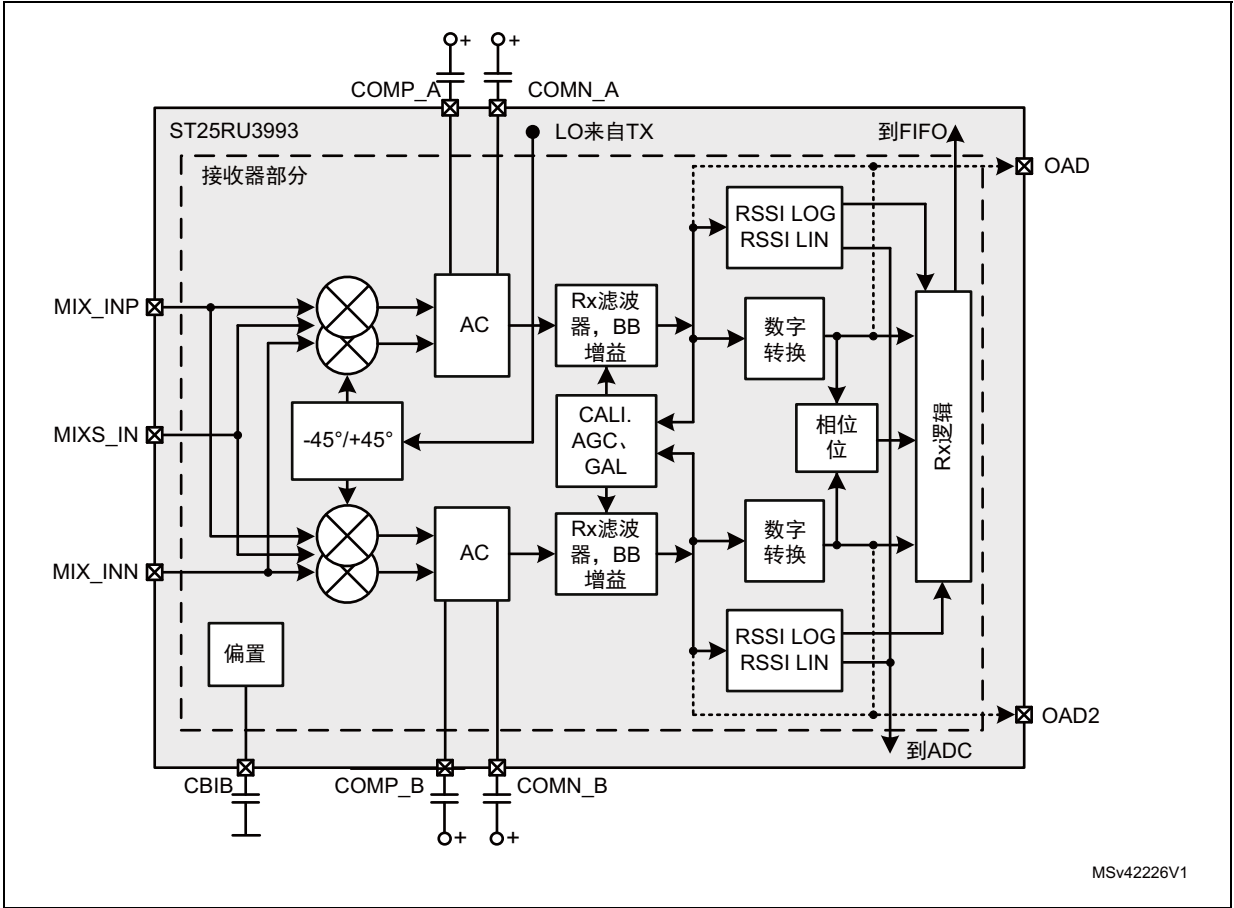 +
+
COMP_A
COMN_A
ST25RU3993
LO来自TX
到FIFO
接收器部分
OAD
RSSI LOG
RSSI LIN
MIX_INP
AC
Rx滤波
器，BB
增益
数字
转换
MIXS_IN
-45°/+45°
CALI.
AGC、
GAL
相位
位
Rx逻辑
MIX_INN
AC
Rx滤波
器，BB
增益
数字
转换
偏置
RSSI LOG
RSSI LIN
OAD2
到ADC
CBIB
COMP_B
COMN_B
+
+
MSv42226V1